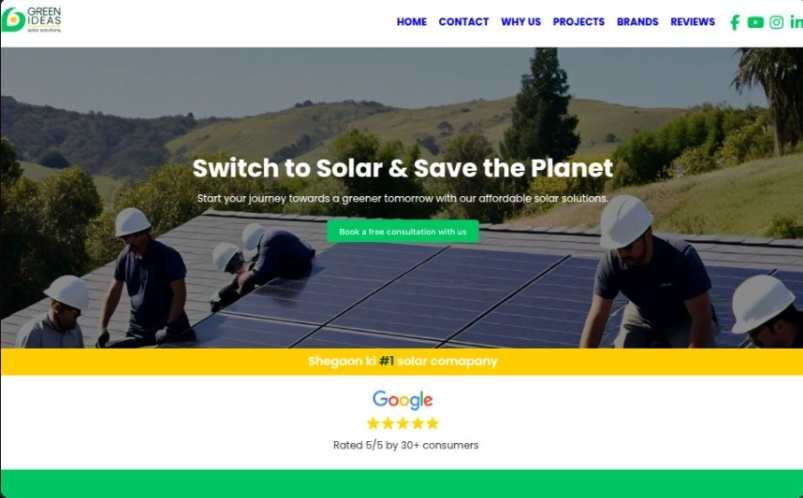 GREEN
IDEAS
solar solutions
HOME CONTACT WHY US PROJECTS BRANDS REVIEWS
Switch to Solar & Save the Planet
Start your journey towards a greener tomorrow with our affordable solar solutions.
Book a free consultation with us
Shegaon ki #1 solar comapany
Google
Rated 5/5 by 30+ consumers